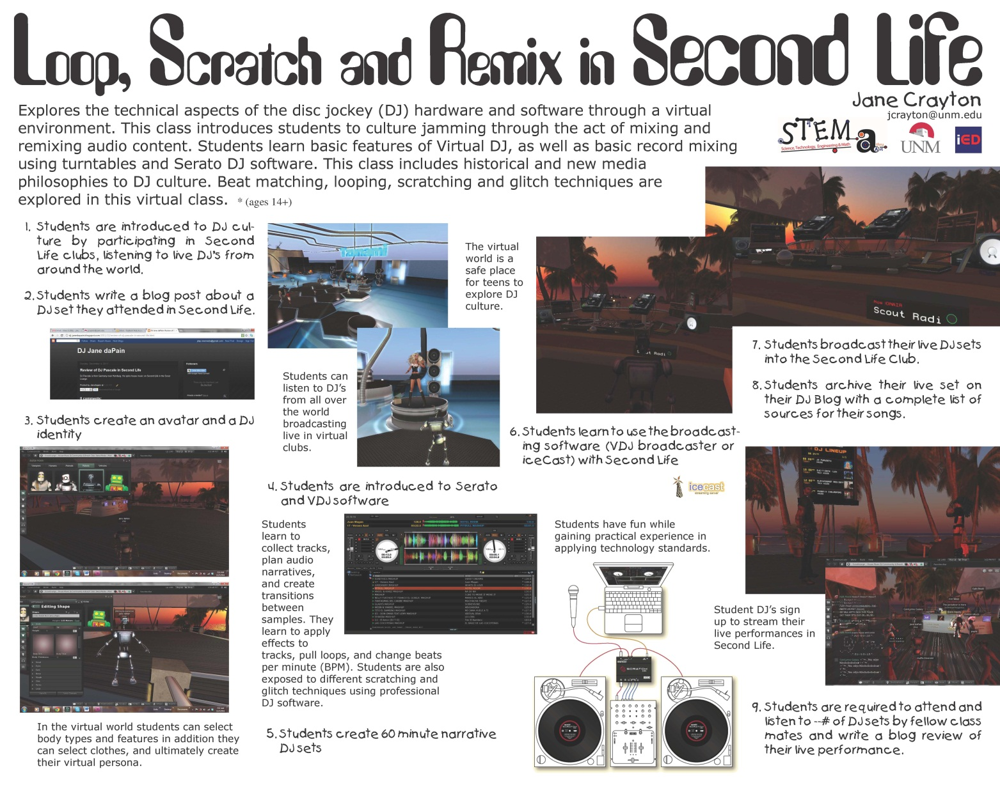 Loop, Scratch and Remix in Second Life
Jane Crayton
jcrayton@unm.edu
Explores the technical aspects of the disc jockey (DJ) hardware and software through a virtual
environment. This class introduces students to culture jamming through the act of mixing and
remixing audio content. Students learn basic features of Virtual DJ, as well as basic record mixing
using turntables and Serato DJ software. This class includes historical and new media
philosophies to DJ culture. Beat matching, looping, scratching and glitch techniques are
explored in this virtual class. * (ages 14+)
STEM
Science, Technology, Engineering & Math
a
thru
Art
UNM
iED
1. Students are introduced to DJ cul-
ture by participating in Second
Life clubs, listening to live DJ's from
around the world.
2. Students write a blog post about a
DJ set they attended in Second Life.
DJ Jane daPain
Review of DJ Pascale in Second Life
0 comments:
3. Students create an avatar and a DJ
identity
Editing Shape
In the virtual world students can select
body types and features in addition they
can select clothes, and ultimately create
their virtual persona.
Tsunami
The virtual
world is a
safe place
for teens to
explore DJ
culture.
Students can
listen to DJ's
from all over
the world
broadcasting
live in virtual
clubs.
4. Students are introduced to Serato
and VDJ software
Students
learn to
collect tracks,
plan audio
narratives,
and create
transitions
between
samples. They
learn to apply
effects to
tracks, pull loops, and change beats
per minute (BPM). Students are also
exposed to different scratching and
glitch techniques using professional
DJ software.
5. Students create 60 minute narrative
DJ sets
Scout Radi
6. Students learn to use the broadcast-
ing software (VDJ broadcaster or
iceCast) with Second Life
icecast
streaming server
Students have fun while
gaining practical experience in
applying technology standards.
SCRATCH
Now ONAIR
Scout Radi
7. Students broadcast their live DJ sets
into the Second Life Club.
8. Students archive their live set on
their DJ Blog with a complete list of
sources for their songs.
DJ LINEUP
Student DJ's sign
up to stream their
live performances in
Second Life.
9. Students are required to attend and
listen to --# of DJ sets by fellow class
mates and write a blog review of
their live performance.